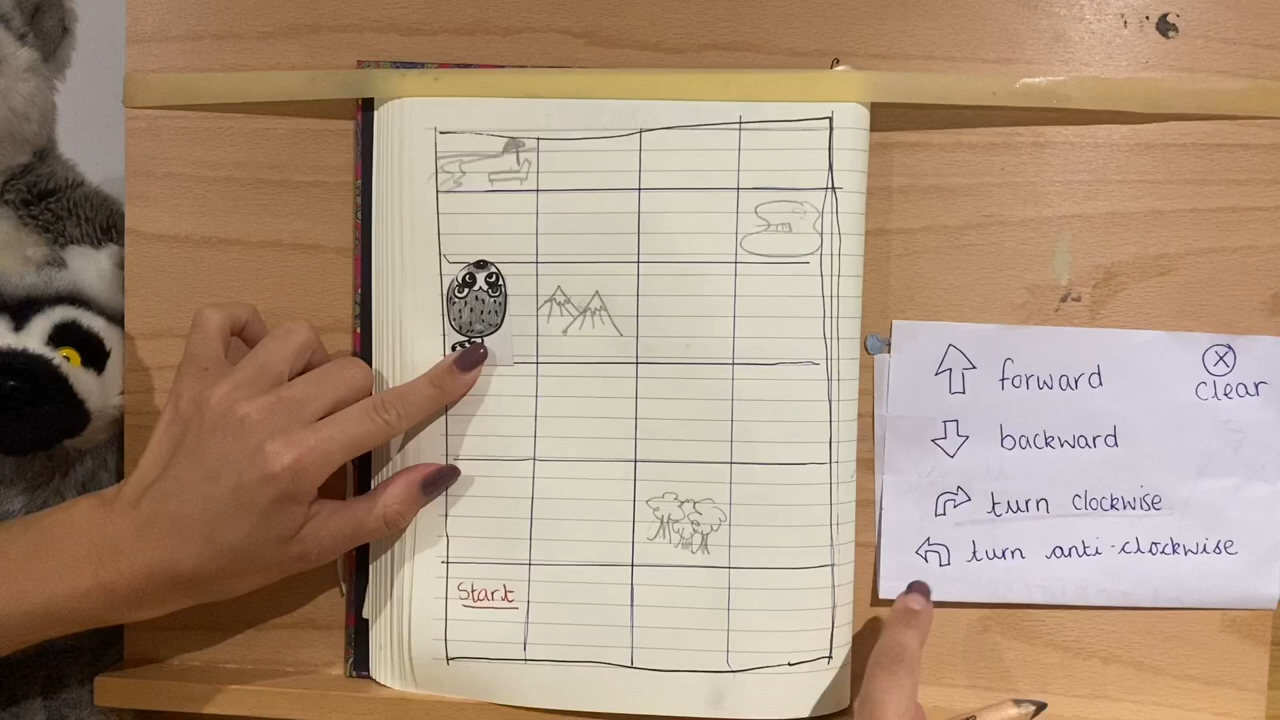 Start
forward
clear
backward
turn clockwise
turn anti-clockwise